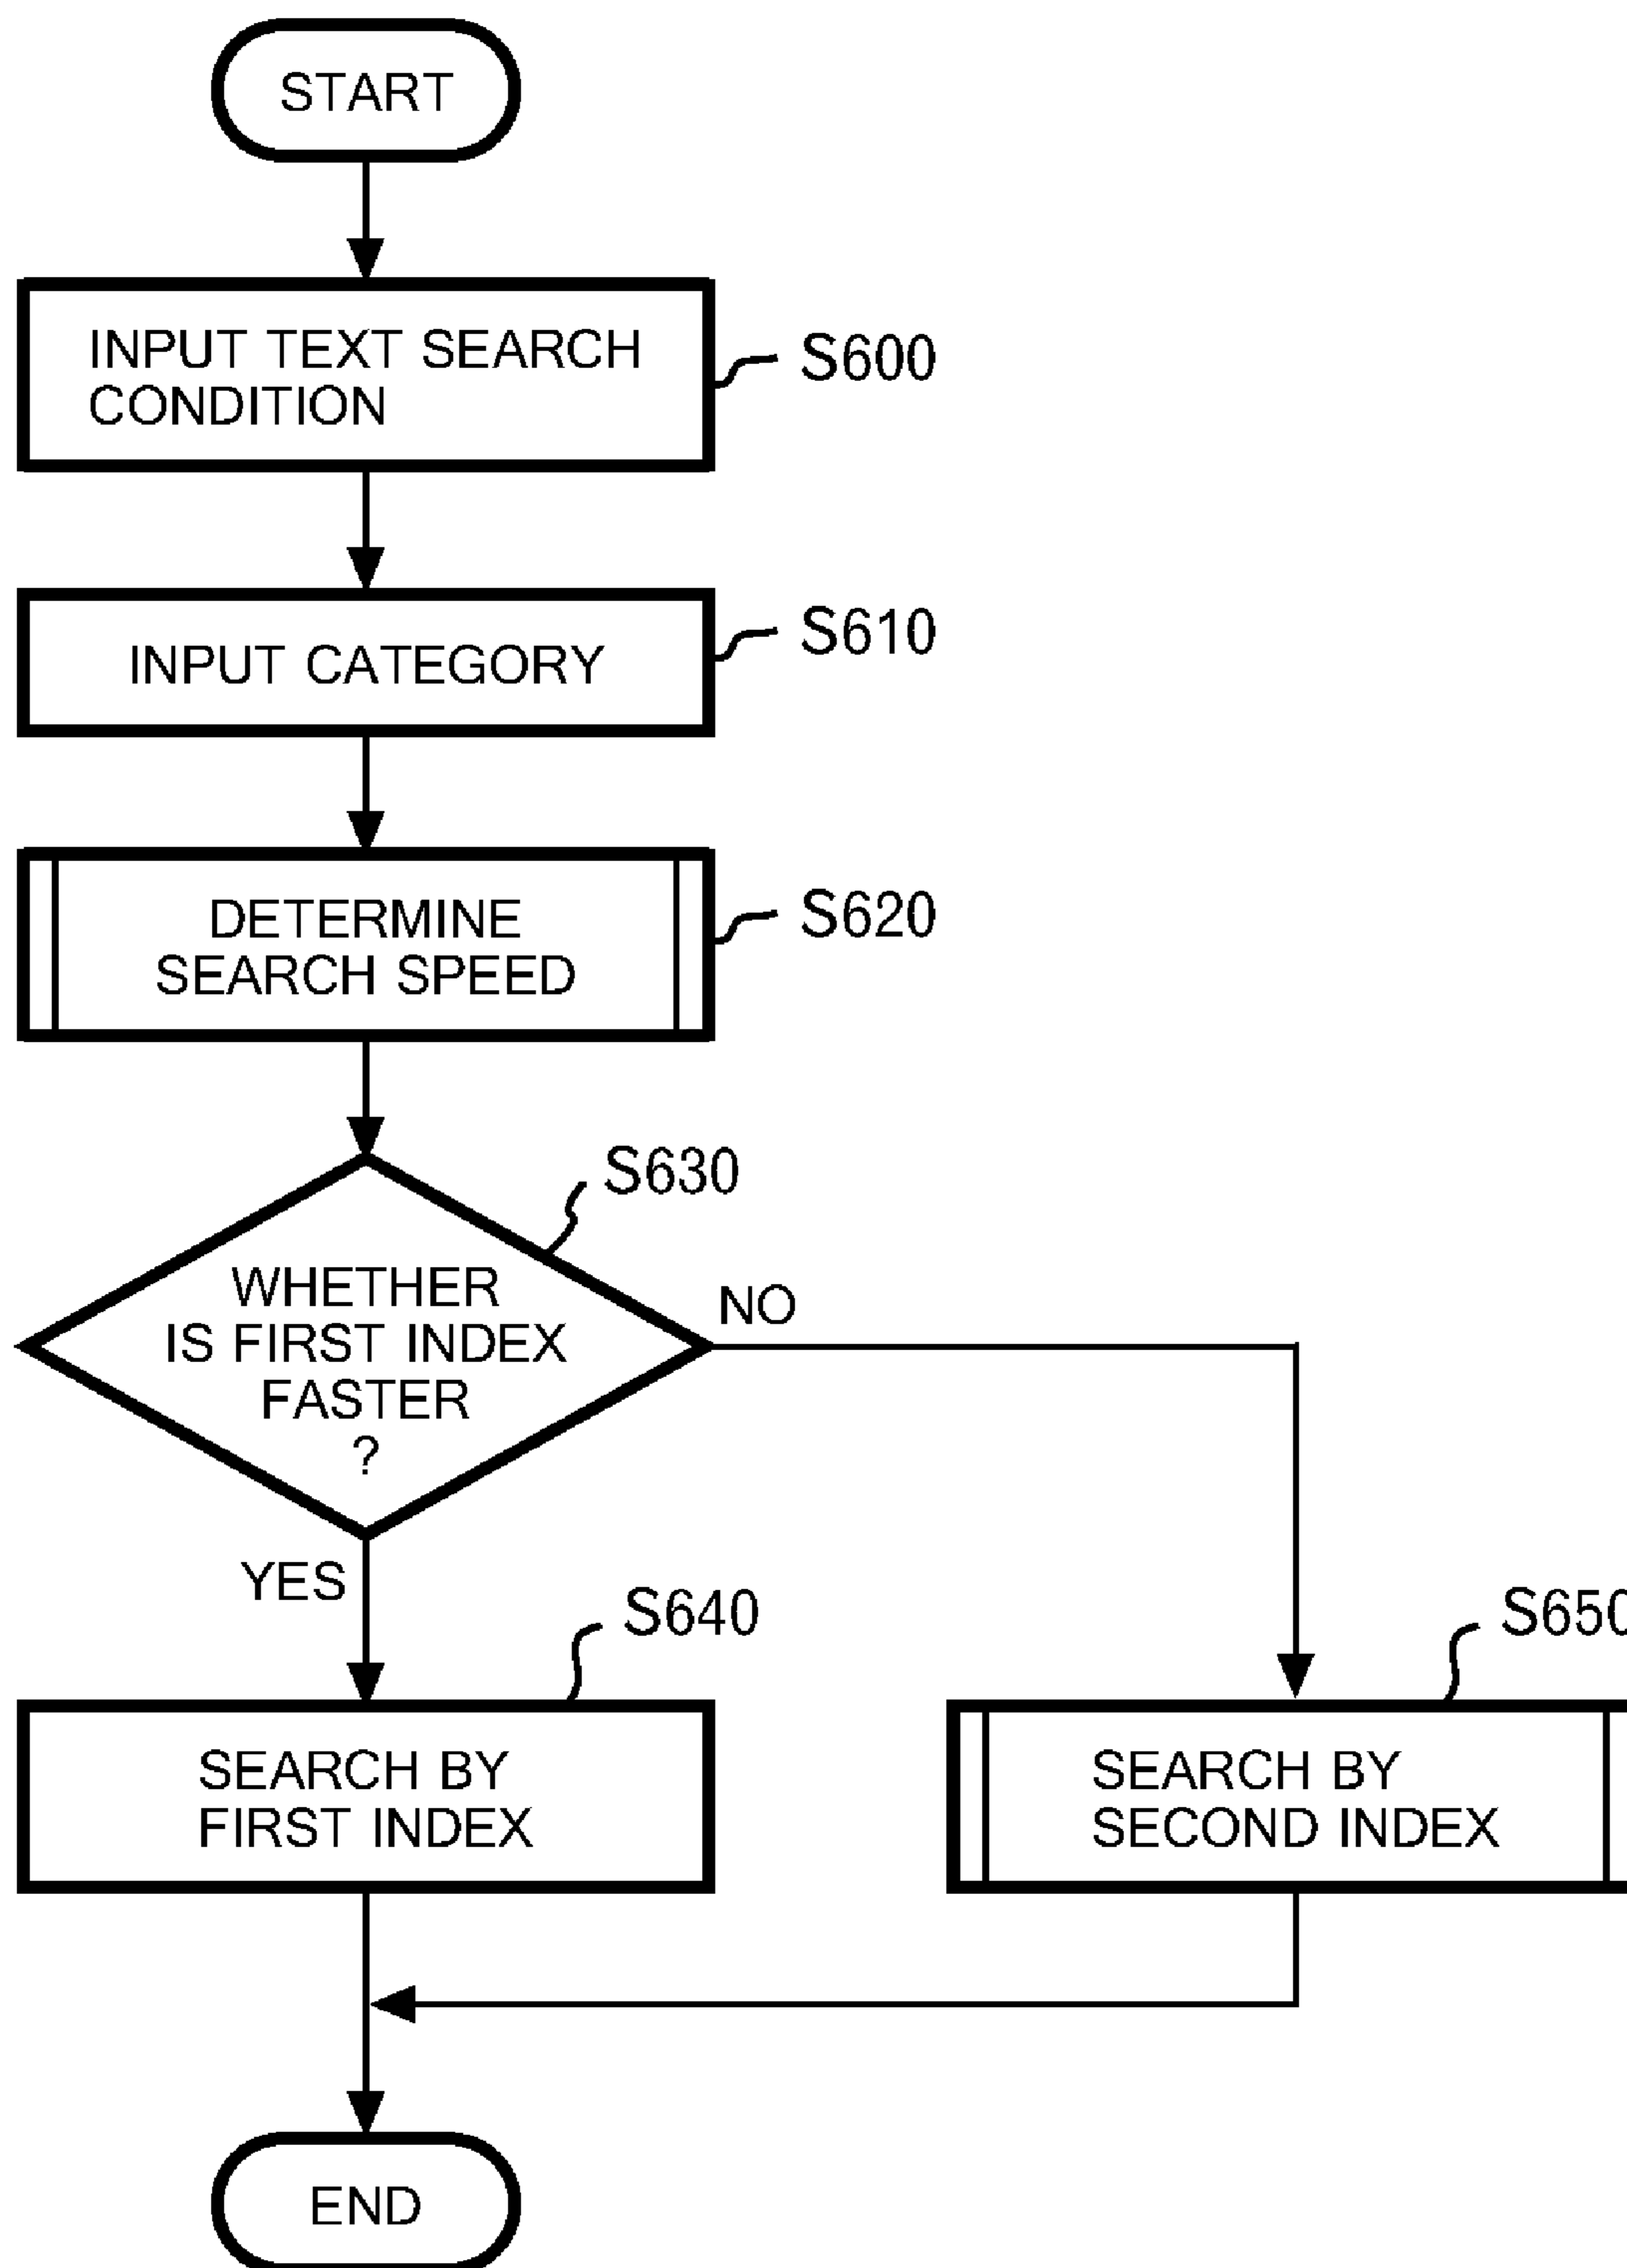 START
INPUT TEXT SEARCH
CONDITION
S600
INPUT CATEGORY
S610
DETERMINE
SEARCH SPEED
S620
S630
WHETHER
IS FIRST INDEX
FASTER
?
NO
YES
S640
S650
SEARCH BY
FIRST INDEX
SEARCH BY
SECOND INDEX
END